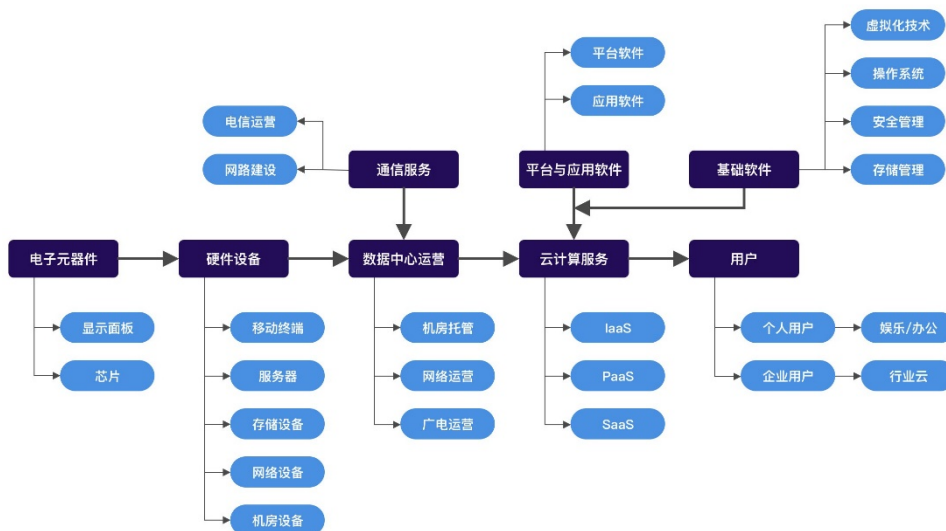 虚拟化技术
平台软件
操作系统
应用软件
电信运营
安全管理
网路建设
通信服务
平台与应用软件
基础软件
存储管理
电子元器件
硬件设备
数据中心运营
云计算服务
用户
显示面板
移动终端
机房托管
IaaS
个人用户
娱乐/办公
芯片
服务器
网络运营
PaaS
企业用户
行业云
存储设备
广电运营
SaaS
网络设备
机房设备